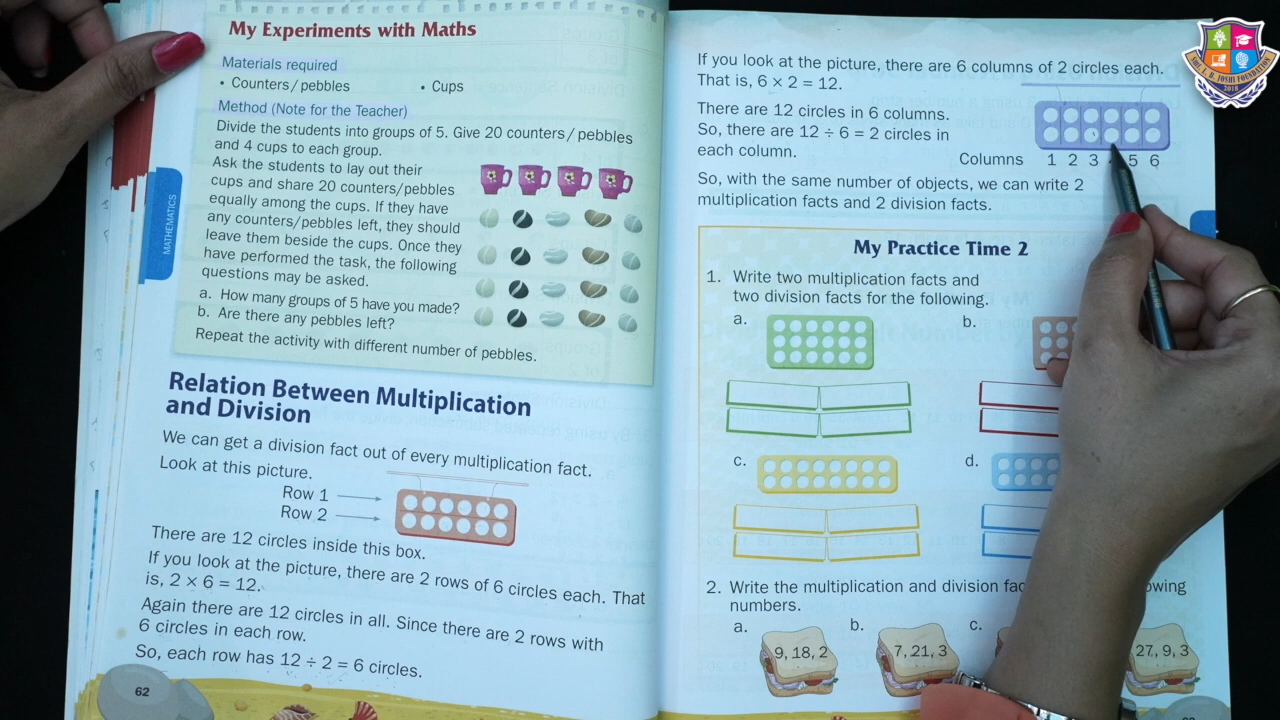 My Experiments with Maths
Materials required
• Counters/pebbles • Cups
Method (Note for the Teacher)
Divide the students into groups of 5. Give 20 counters/pebbles
and 4 cups to each group.
Ask the students to lay out their
cups and share 20 counters/pebbles
equally among the cups. If they have
any counters/pebbles left, they should
leave them beside the cups. Once they
have performed the task, the following
questions may be asked.
a. How many groups of 5 have you made?
b. Are there any pebbles left?
Repeat the activity with different number of pebbles.
MATHEMATICS
Relation Between Multiplication
and Division
We can get a division fact out of every multiplication fact.
Look at this picture.
Row 1
Row 2
There are 12 circles inside this box.
If you look at the picture, there are 2 rows of 6 circles each. That
is, 2 × 6 = 12.
Again there are 12 circles in all. Since there are 2 rows with
6 circles in each row.
So, each row has 12 ÷ 2 = 6 circles.
62
If you look at the picture, there are 6 columns of 2 circles each.
That is, 6 × 2 = 12.
There are 12 circles in 6 columns.
So, there are 12 ÷ 6 = 2 circles in
each column.
Columns 1 2 3 5 6
So, with the same number of objects, we can write 2
multiplication facts and 2 division facts.
My Practice Time 2
1. Write two multiplication facts and
two division facts for the following.
a. b.
c. d.
2. Write the multiplication and division
numbers.
a. b. c.
9, 18, 2 7, 21, 3 27, 9, 3
SHRI T. D. JOSHI FOUNDATION
2018